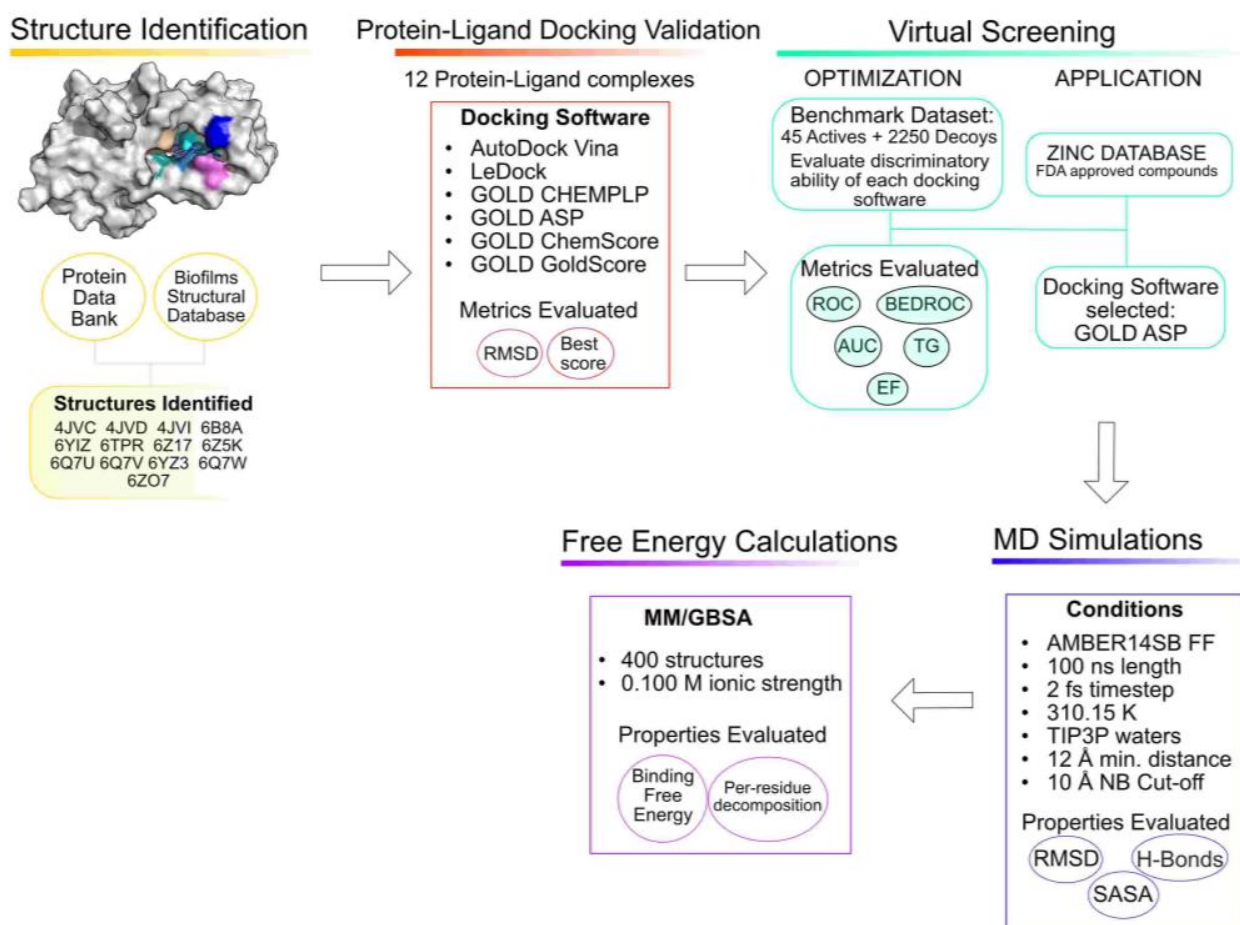 Structure Identification
Protein
Data
Bank
Biofilms
Structural
Database
Structures Identified
4JVC 4JVD 4JVI 6B8A
6YIZ 6TPR 6Z17 6Z5K
6Q7U 6Q7V 6YZ3 6Q7W
6ZO7
Protein-Ligand Docking Validation
12 Protein-Ligand complexes
Docking Software
• AutoDock Vina
• LeDock
• GOLD CHEMPLP
• GOLD ASP
• GOLD ChemScore
• GOLD GoldScore
Metrics Evaluated
RMSD
Best
score
Virtual Screening
OPTIMIZATION
Benchmark Dataset:
45 Actives + 2250 Decoys
Evaluate discriminatory
ability of each docking
software
Metrics Evaluated
ROC
BEDROC
AUC
TG
EF
APPLICATION
ZINC DATABASE
FDA approved compounds
Docking Software
selected:
GOLD ASP
MD Simulations
Conditions
• AMBER14SB FF
• 100 ns length
• 2 fs timestep
• 310.15 K
• TIP3P waters
• 12 Å min. distance
• 10 Å NB Cut-off
Properties Evaluated
RMSD
H-Bonds
SASA
Free Energy Calculations
MM/GBSA
• 400 structures
• 0.100 M ionic strength
Properties Evaluated
Binding
Free
Energy
Per-residue
decomposition